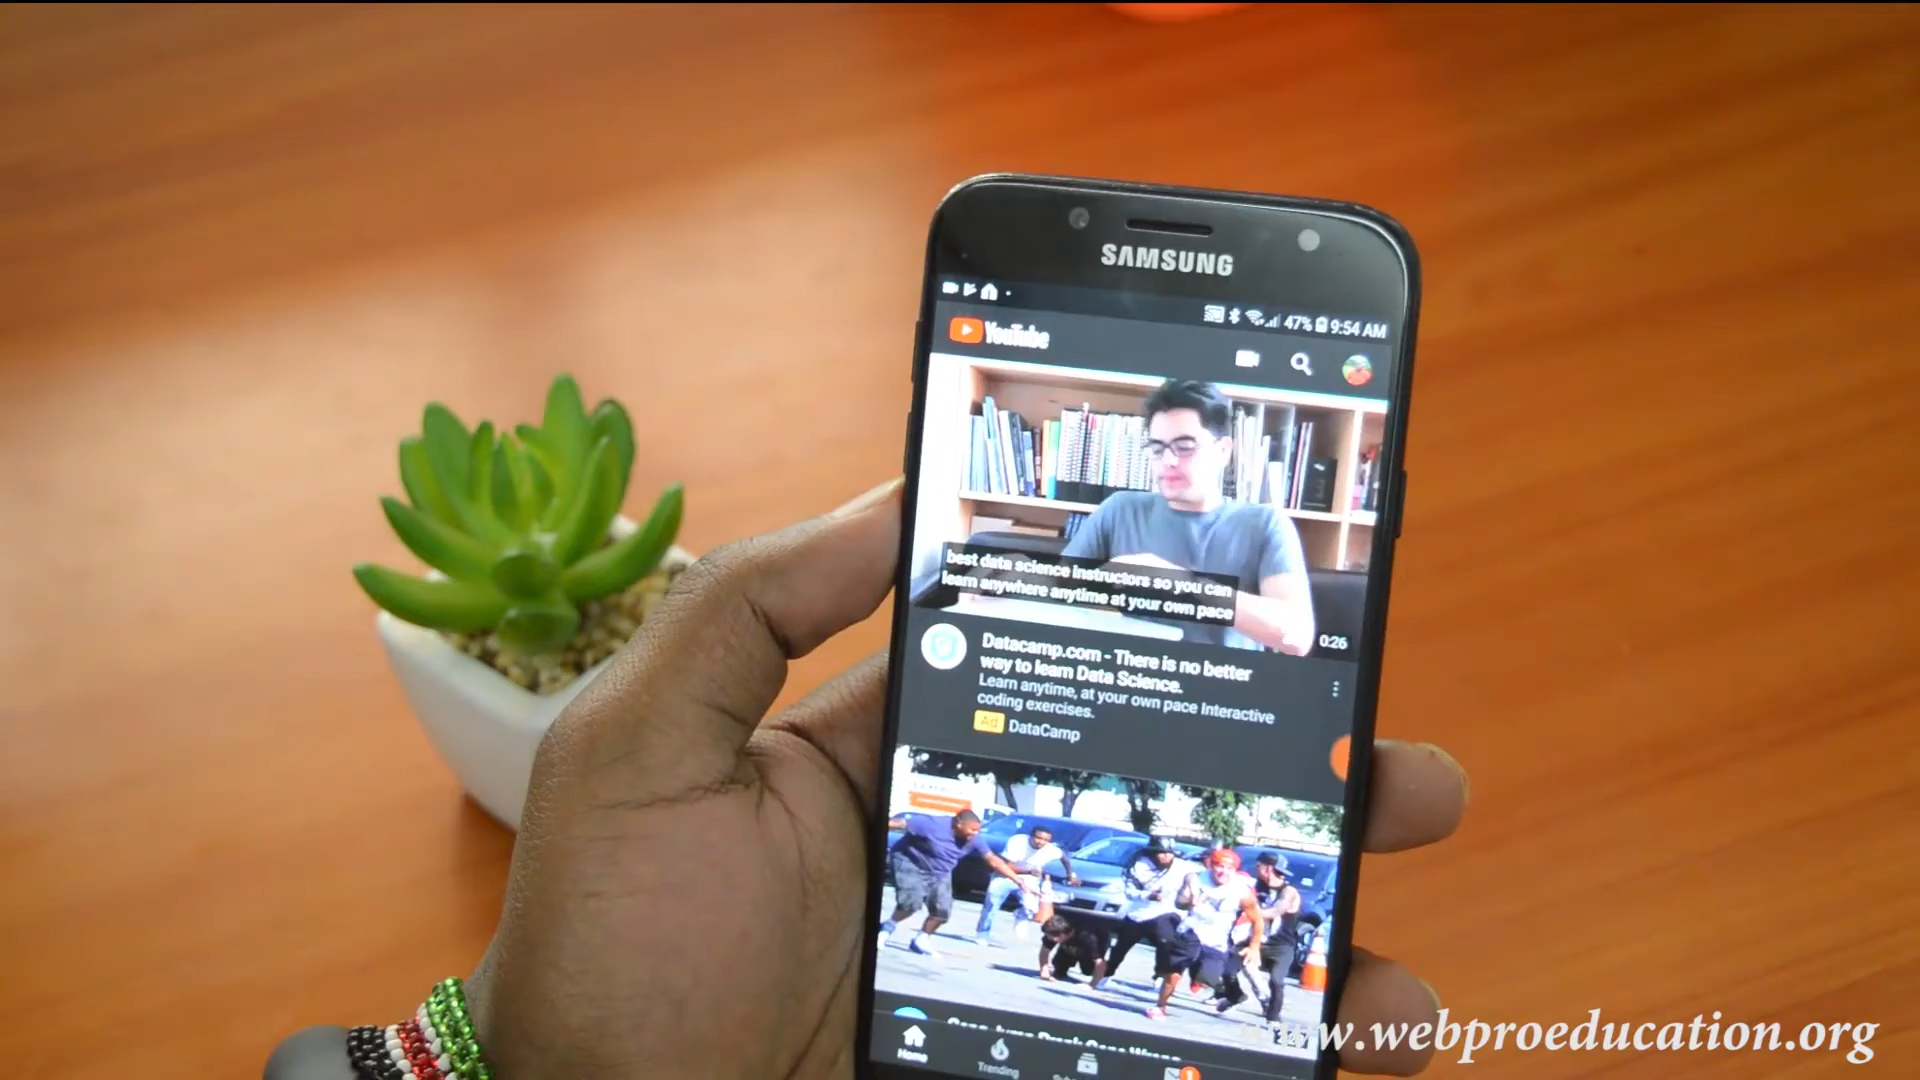 SAMSUNG
47% 9:54 AM
YouTube
best data science instructors so you can
learn anywhere anytime at your own pace
0:26
Datacamp.com - There is no better
way to learn Data Science.
Learn anytime, at your own pace Interactive
coding exercises.
Ad DataCamp
Home
Trending
1
www.webproeducation.org